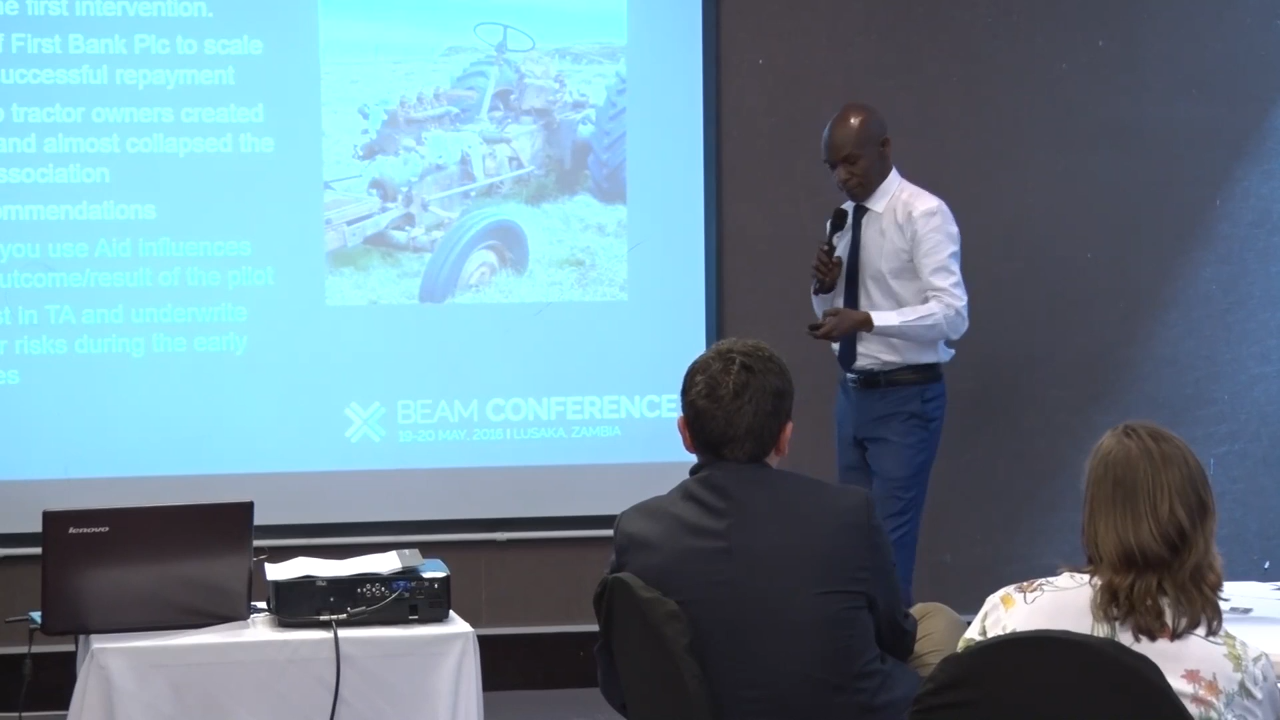 e first intervention.
f First Bank Plc to scale
uccessful repayment
tractor owners created
and almost collapsed the
ssociation
ommendations
you use Aid influences
utcome/result of the pilot
st in TA and underwrite
r risks during the early
es
BEAM CONFERENCE
19-20 MAY, 2016 | LUSAKA, ZAMBIA
lenovo